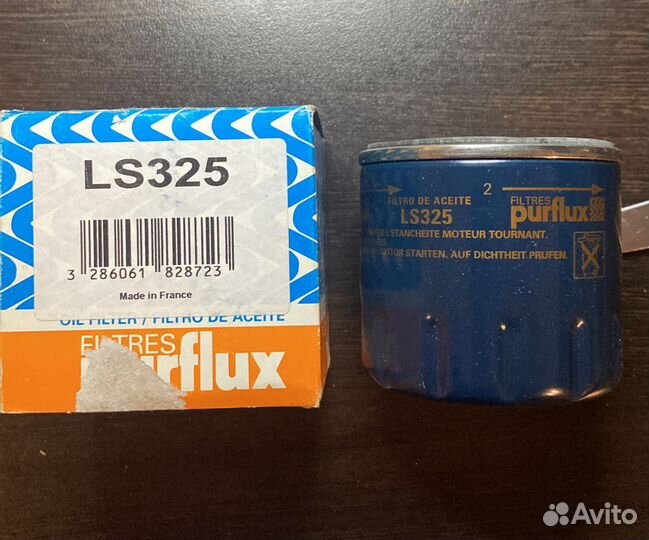 LS325
3 286061 828723
Made in France
OIL FILTER / FILTRO DE ACEITE
FILTRES
purflux
FILTRO DE ACEITE
LS325
2
FILTRES
purflux
L'ETANCHEITE MOTEUR TOURNANT.
MOTOR STARTEN. AUF DICHTHEIT PRUFEN.
Avito